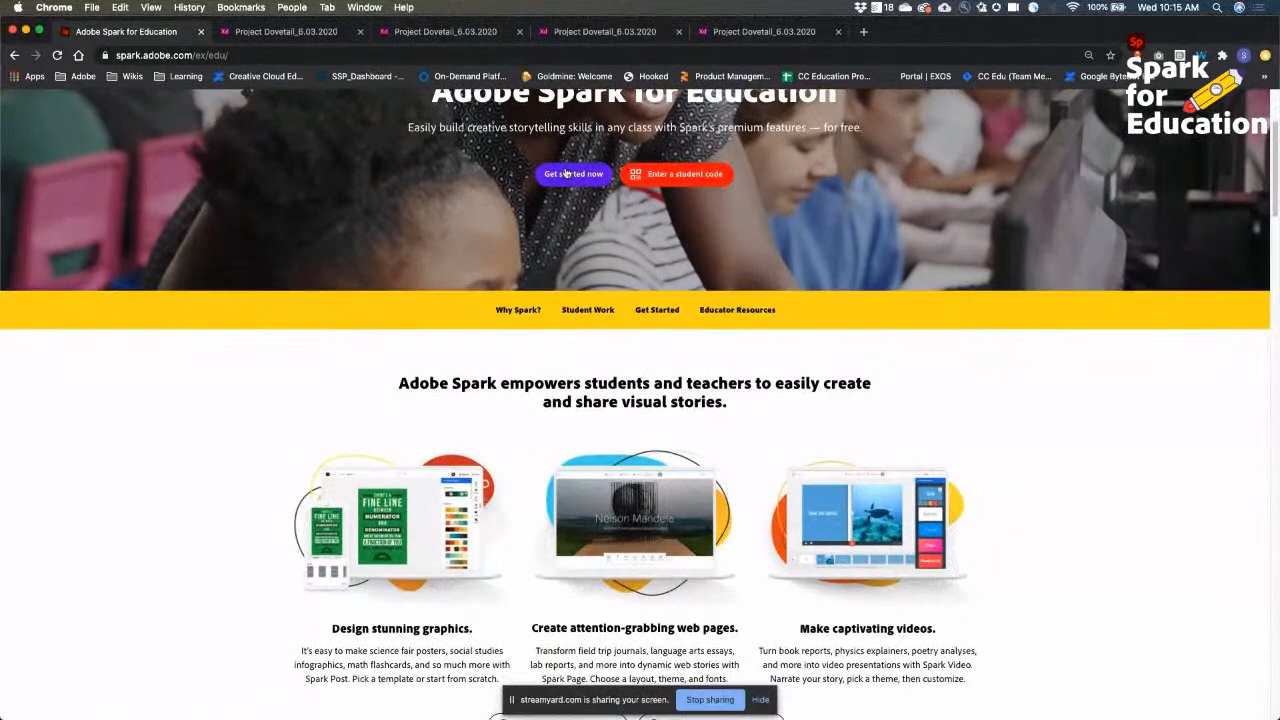 Chrome File Edit View History Bookmarks People Tab Window Help 18 100% Wed 10:15 AM
Adobe Spark for Education Project Dovetail_6.03.2020 Project Dovetail_6.03.2020 Project Dovetail_6.03.2020 Project Dovetail_6.03.2020
spark.adobe.com/ex/edu/
Apps Adobe Wikis Learning Creative Cloud Ed... SSP_Dashboard -... On-Demand Platf... Goldmine: Welcome Hooked Product Managem... CC Education Pro... Portal | EXOS CC Edu (Team Me... Google
Sp
Spark
for
Education
Adobe Spark for Education
Easily build creative storytelling skills in any class with Spark's premium features — for free.
Get started now Enter a student code
Why Spark? Student Work Get Started Educator Resources
Adobe Spark empowers students and teachers to easily create
and share visual stories.
THERE'S A
FINE LINE
BETWEEN
NUMERATOR
AND
DENOMINATOR
Nelson Mandela
Design stunning graphics. Create attention-grabbing web pages. Make captivating videos.
It's easy to make science fair posters, social studies Transform field trip journals, language arts essays, Turn book reports, physics explainers, poetry analyses,
infographics, math flashcards, and so much more with lab reports, and more into dynamic web stories with and more into video presentations with Spark Video.
Spark Post. Pick a template or start from scratch. Spark Page. Choose a layout, theme, and fonts. Narrate your story, pick a theme, then customize.
streamyard.com is sharing your screen. Stop sharing Hide